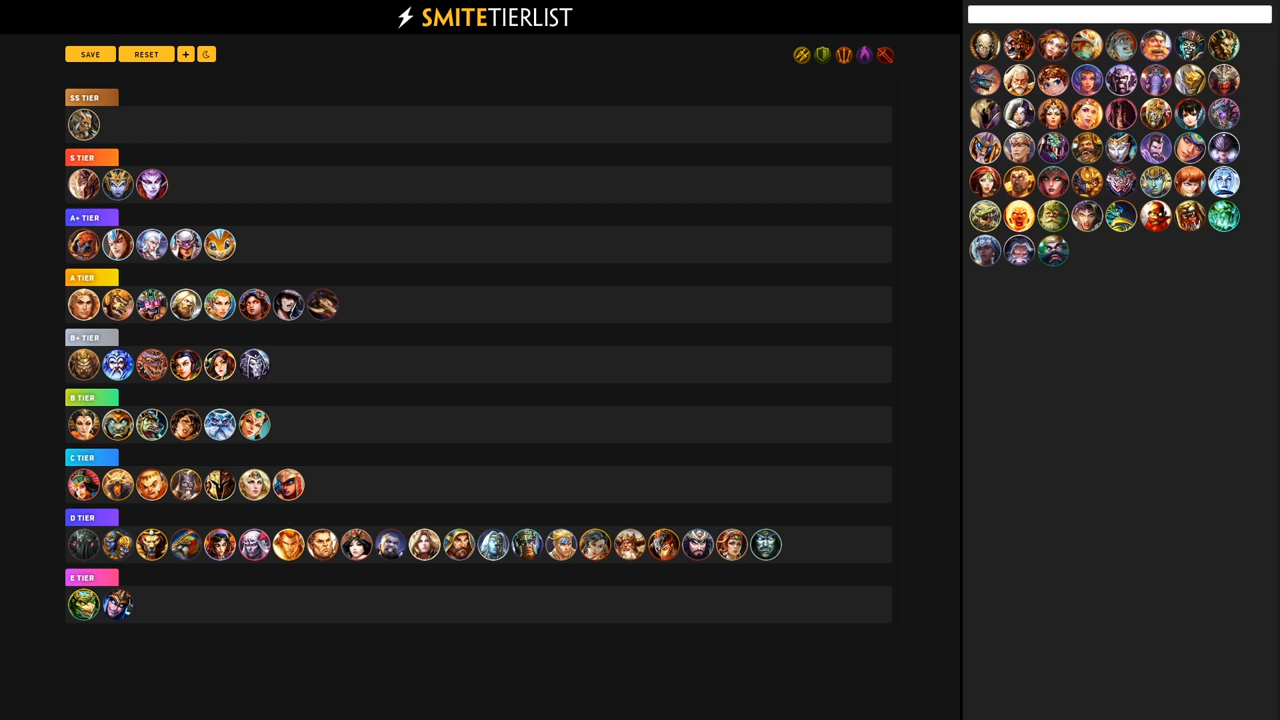 SMITETIERLIST
SAVE RESET +
SS TIER
S TIER
A+ TIER
A TIER
B+ TIER
B TIER
C TIER
D TIER
E TIER